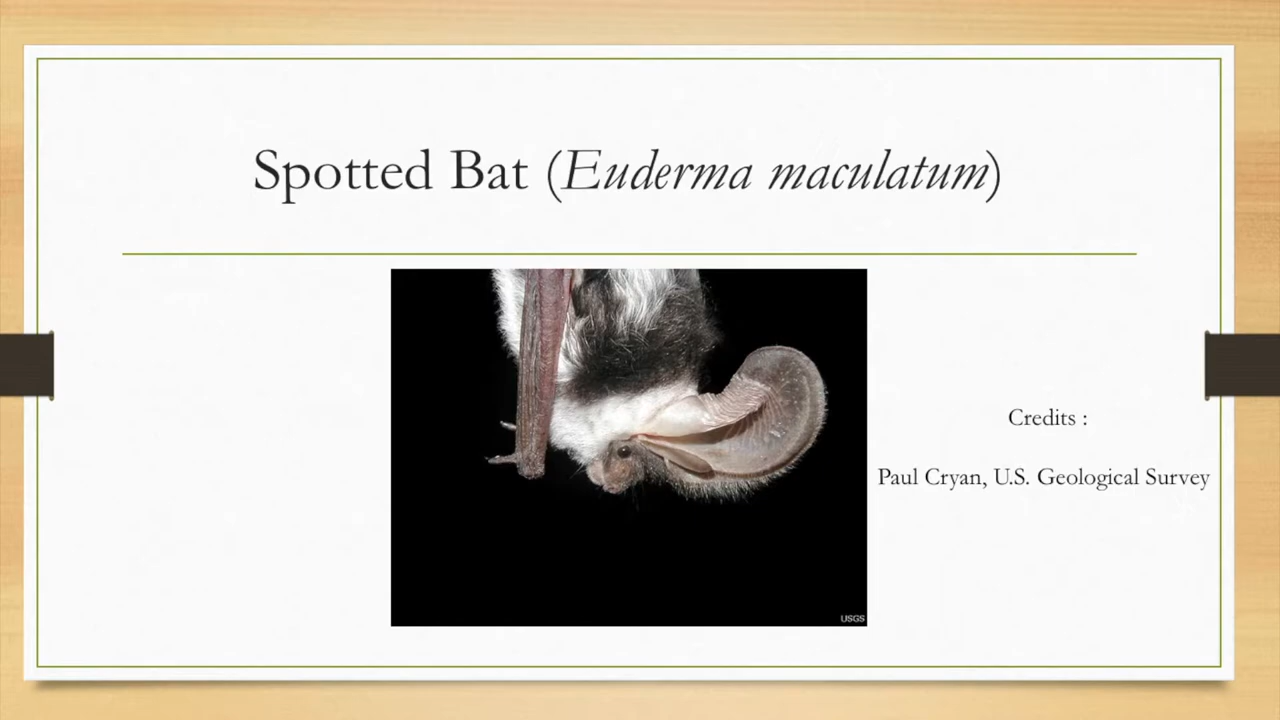 Spotted Bat (Euderma maculatum)
Credits :
Paul Cryan, U.S. Geological Survey
USGS